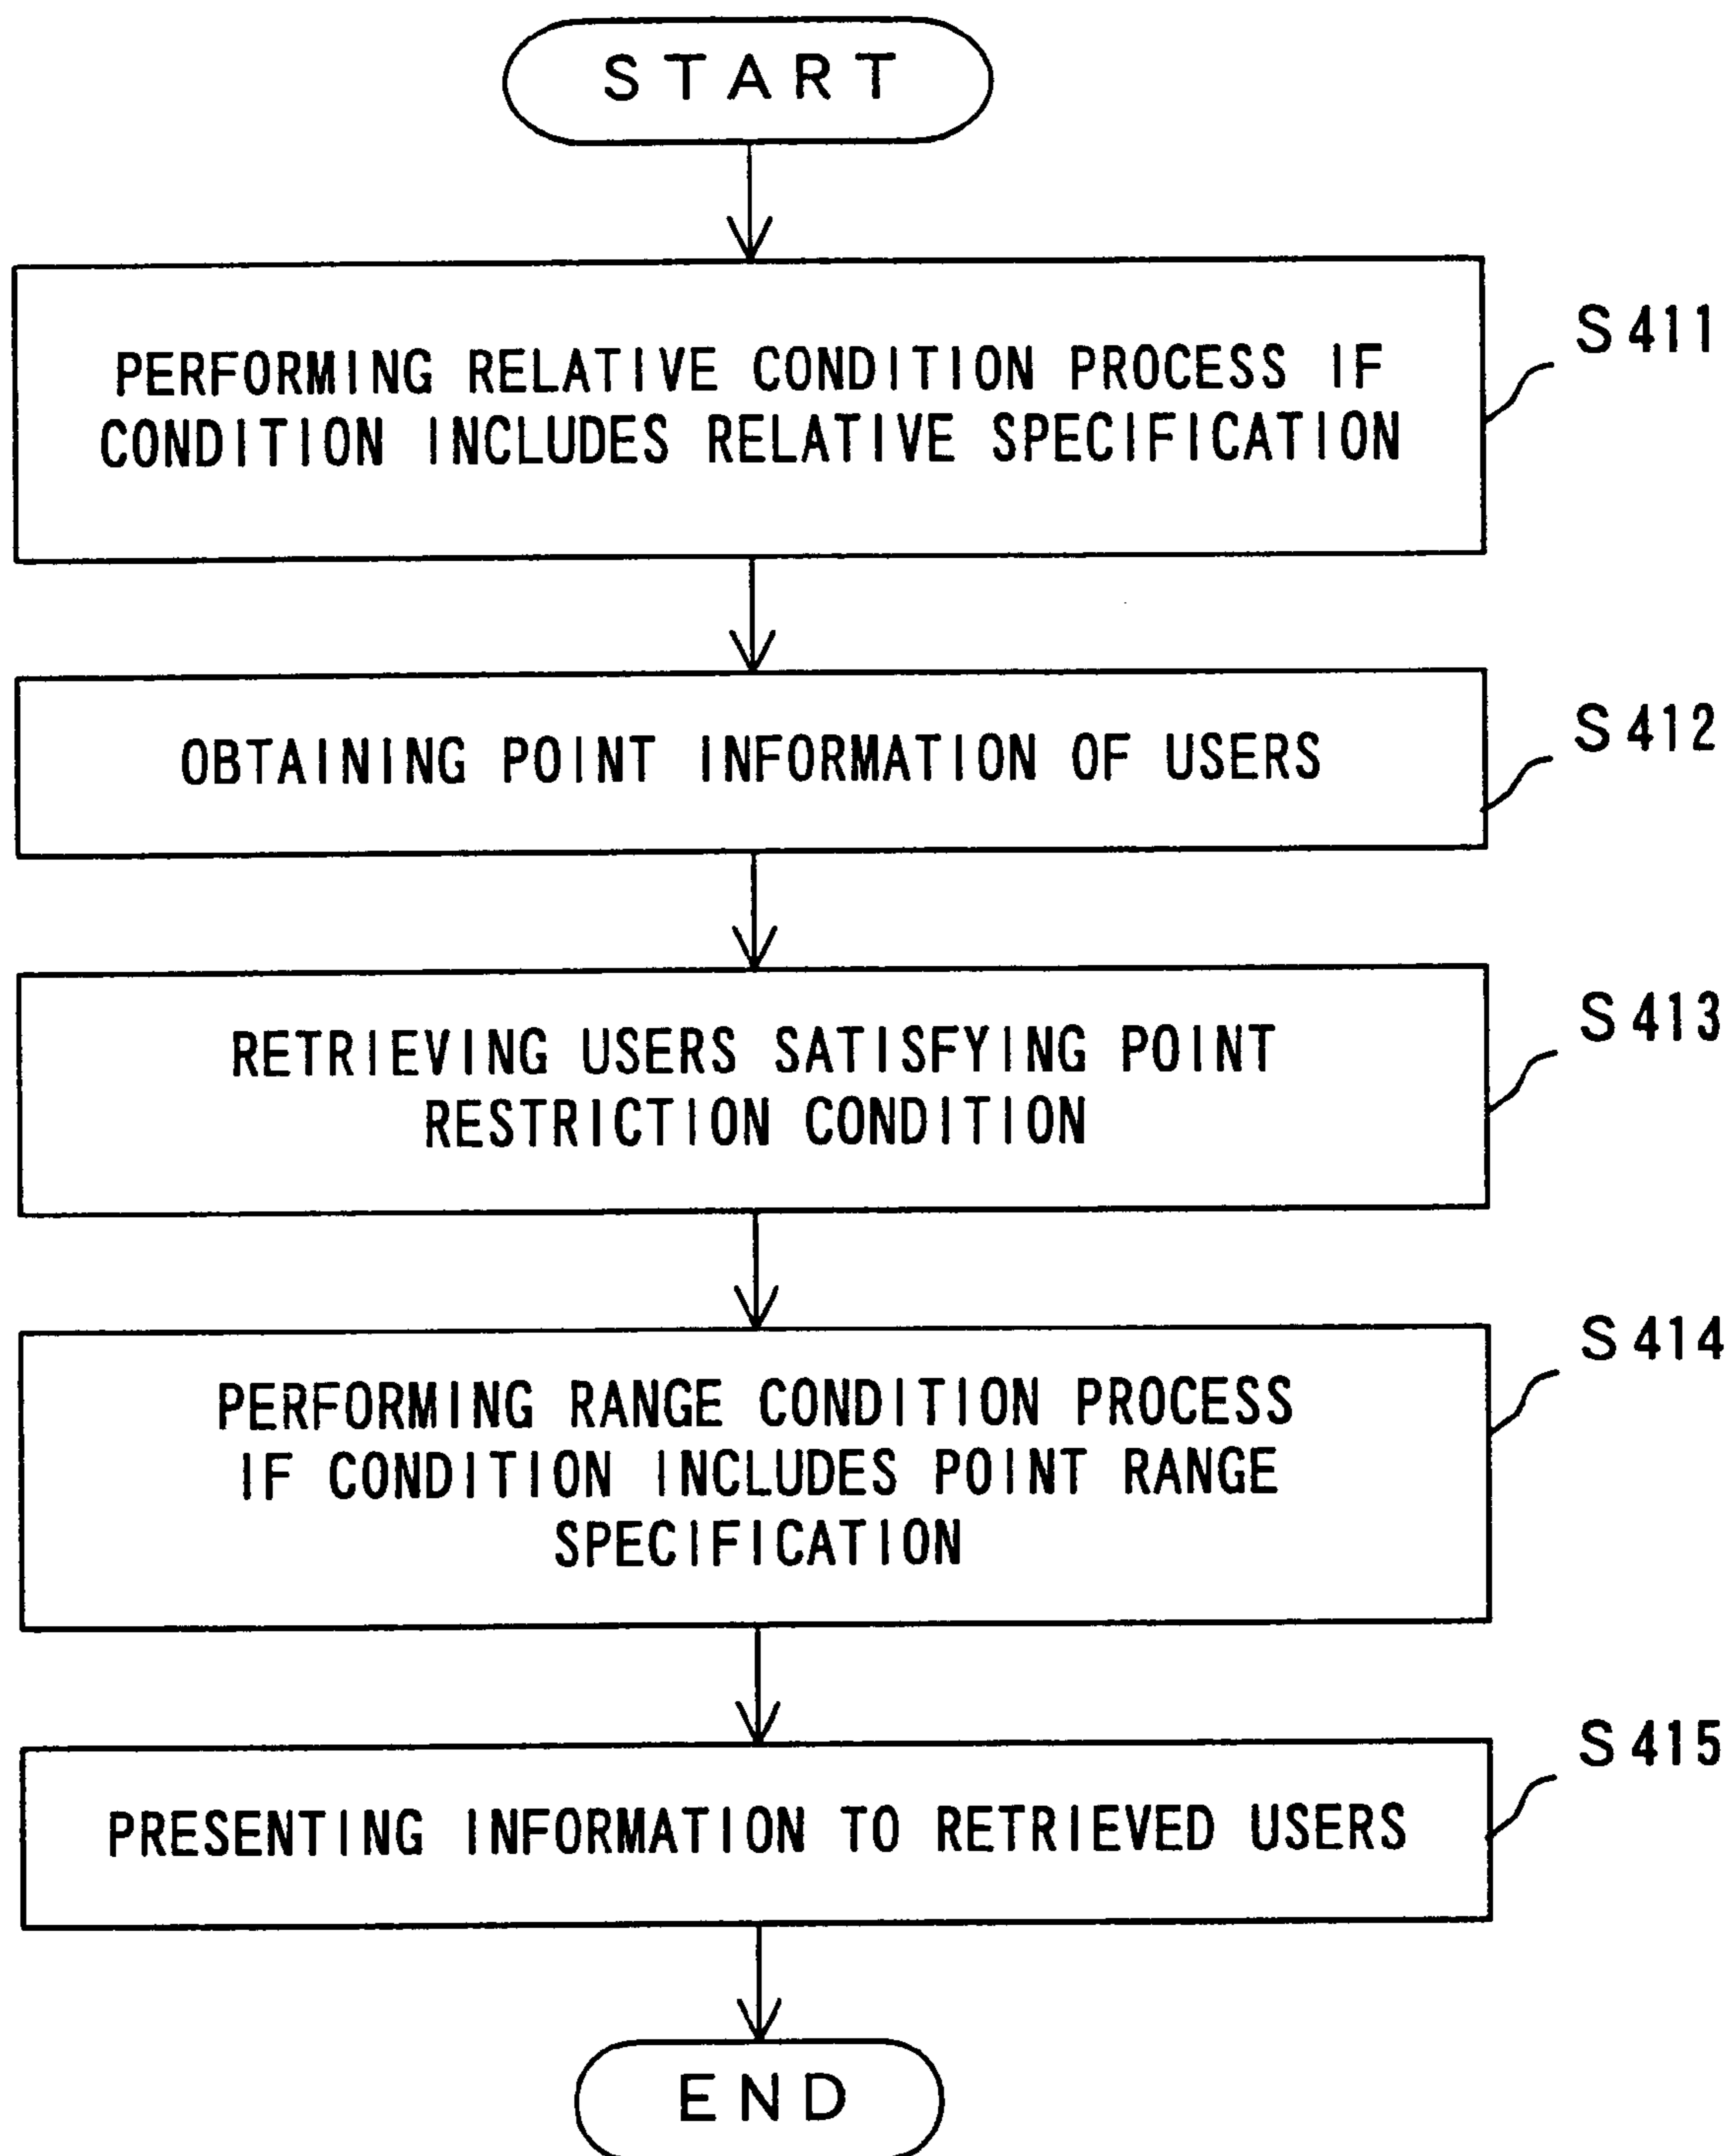 START
PERFORMING RELATIVE CONDITION PROCESS IF
CONDITION INCLUDES RELATIVE SPECIFICATION
S411
OBTAINING POINT INFORMATION OF USERS
S412
RETRIEVING USERS SATISFYING POINT
RESTRICTION CONDITION
S413
PERFORMING RANGE CONDITION PROCESS
IF CONDITION INCLUDES POINT RANGE
SPECIFICATION
S414
PRESENTING INFORMATION TO RETRIEVED USERS
S415
END